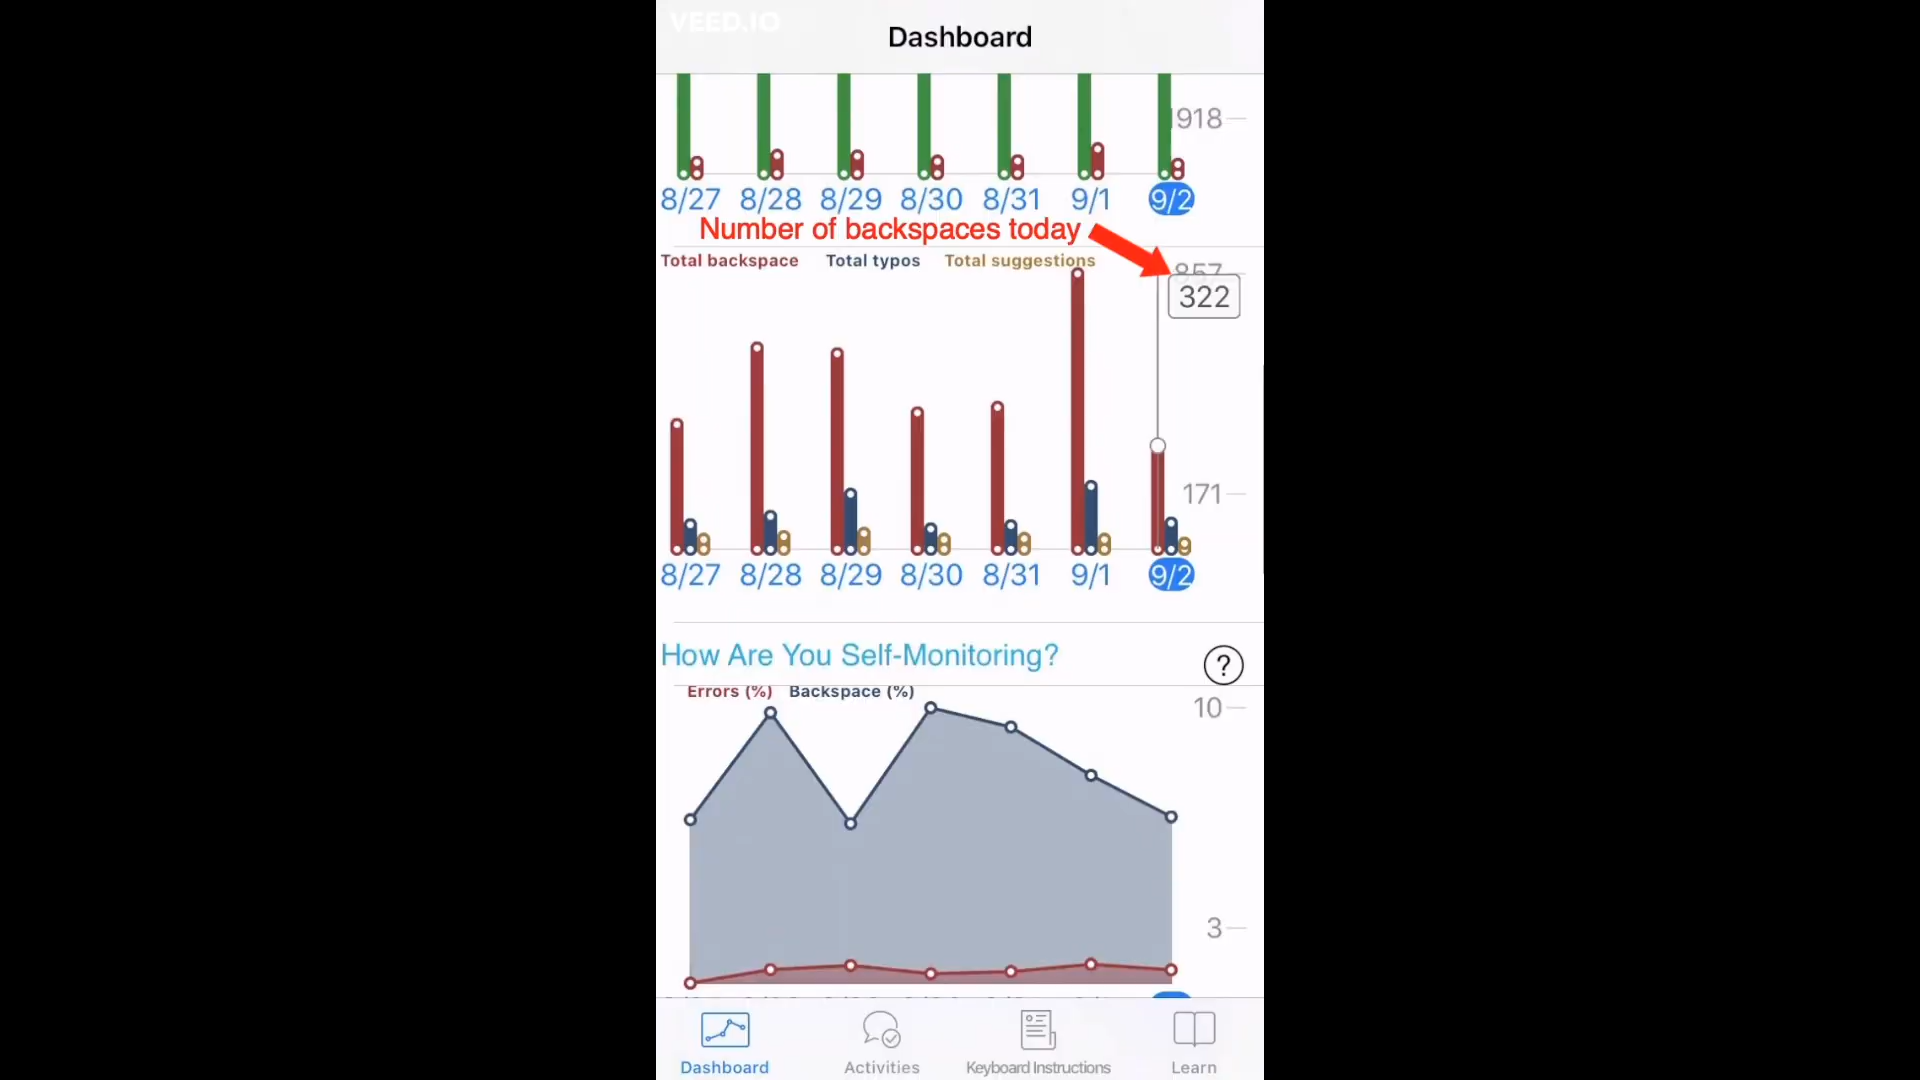 VEED.IO
Dashboard
918
8/27 8/28 8/29 8/30 8/31 9/1 9/2
Number of backspaces today
Total backspace Total typos Total suggestions
857
322
171
8/27 8/28 8/29 8/30 8/31 9/1 9/2
How Are You Self-Monitoring?
?
Errors (%) Backspace (%)
10
3
Dashboard Activities Keyboard Instructions Learn